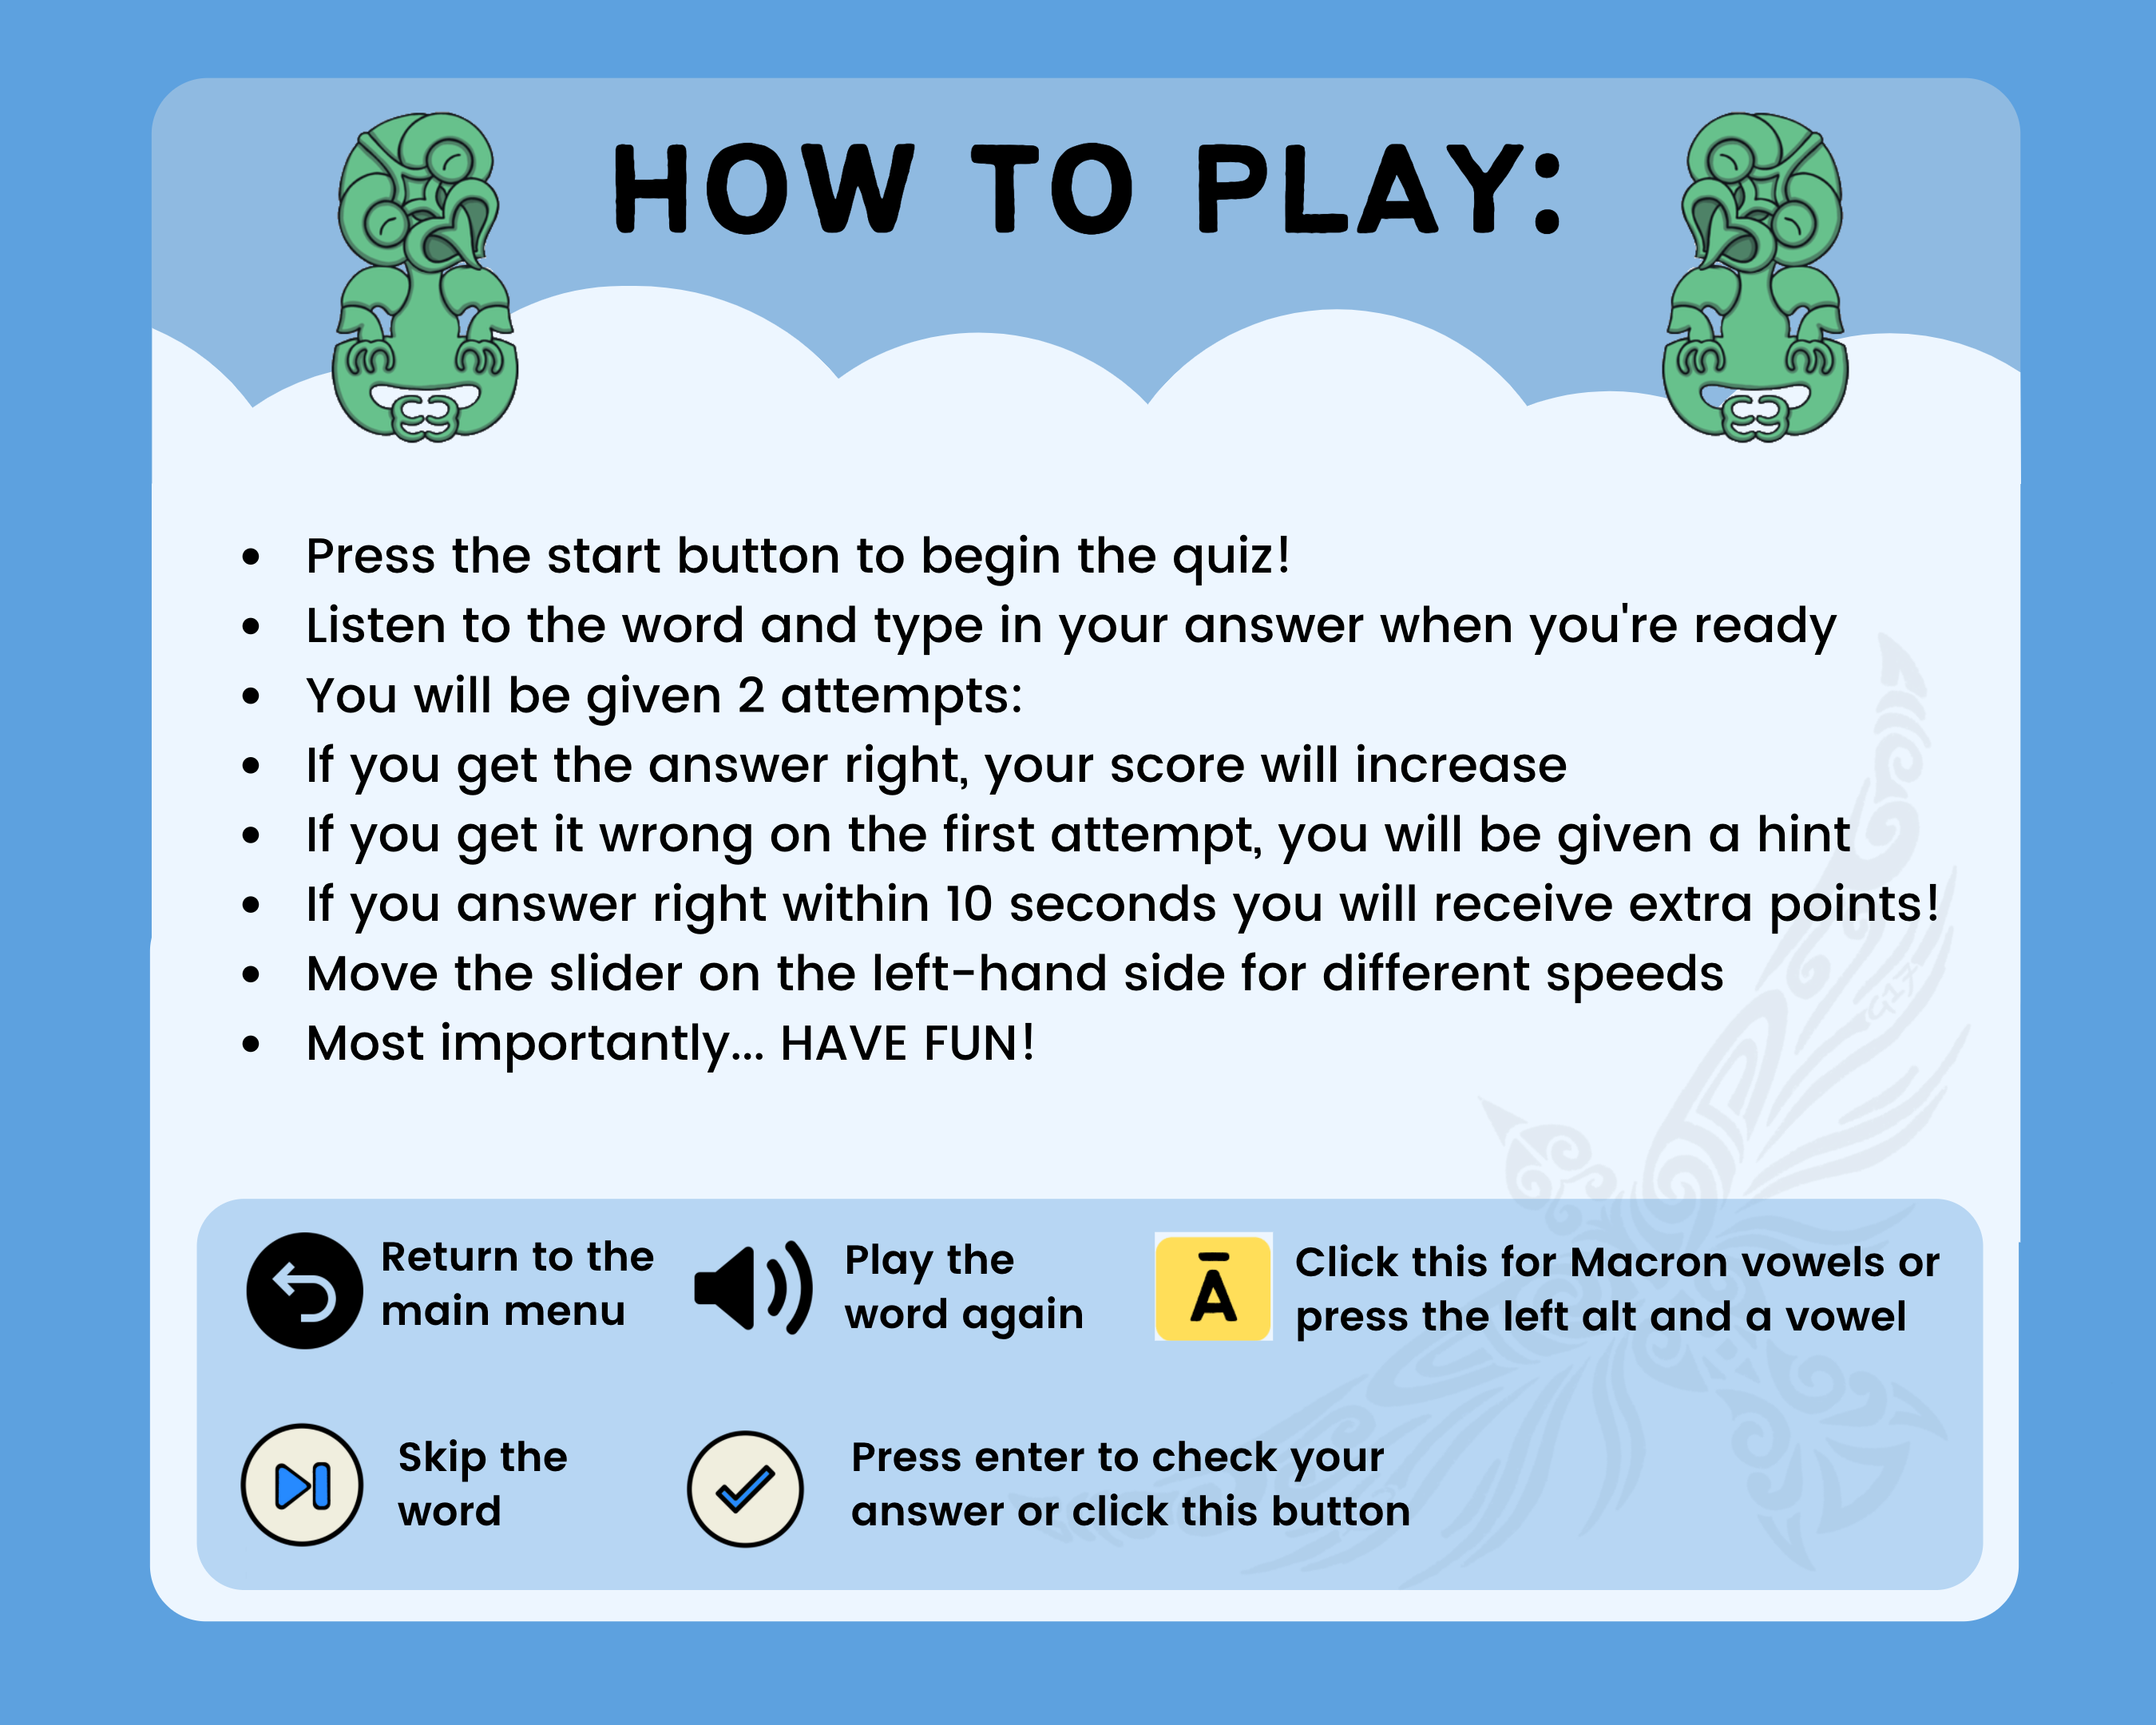 HOW TO PLAY:
• Press the start button to begin the quiz!
• Listen to the word and type in your answer when you're ready
• You will be given 2 attempts:
• If you get the answer right, your score will increase
• If you get it wrong on the first attempt, you will be given a hint
• If you answer right within 10 seconds you will receive extra points!
• Move the slider on the left-hand side for different speeds
• Most importantly... HAVE FUN!
Return to the
main menu
Play the
word again
Ā
Click this for Macron vowels or
press the left alt and a vowel
Skip the
word
Press enter to check your
answer or click this button